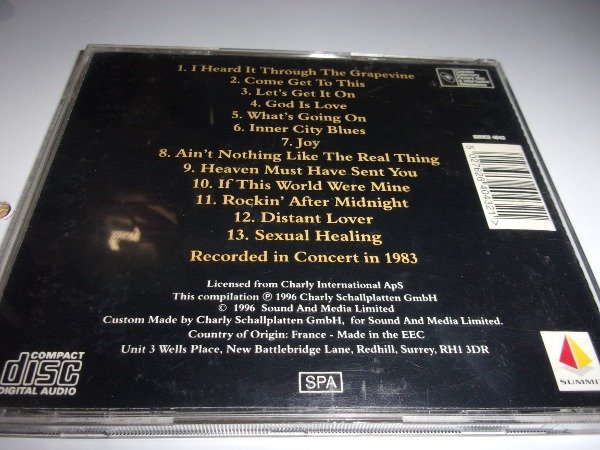 1. I Heard It Through The Grapevine
2. Come Get To This
3. Let's Get It On
4. God Is Love
5. What's Going On
6. Inner City Blues
7. Joy
8. Ain't Nothing Like The Real Thing
9. Heaven Must Have Sent You
10. If This World Were Mine
11. Rockin' After Midnight
12. Distant Lover
13. Sexual Healing
Recorded in Concert in 1983
Licensed from Charly International ApS
This compilation ℗ 1996 Charly Schallplatten GmbH
© 1996 Sound And Media Limited
Custom Made by Charly Schallplatten GmbH, for Sound And Media Limited.
Country of Origin: France - Made in the EEC
Unit 3 Wells Place, New Battlebridge Lane, Redhill, Surrey, RH1 3DR
COMPACT
disc
DIGITAL AUDIO
SPA
SUMMIT